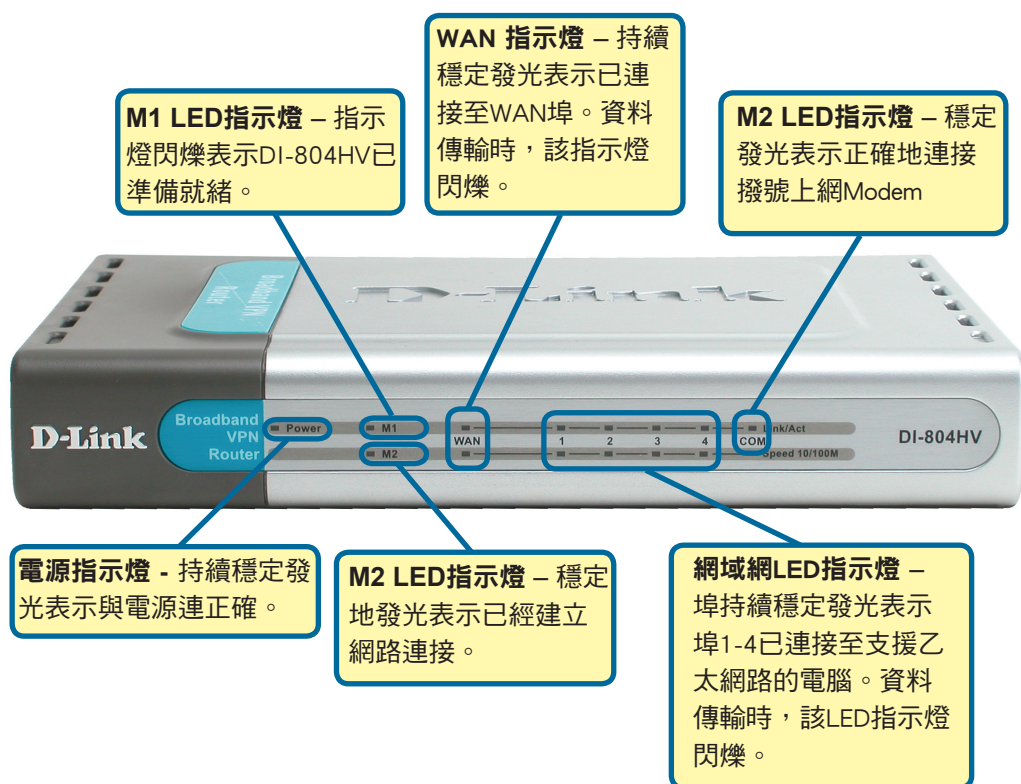 WAN 指示燈 – 持續
穩定發光表示已連
接至WAN埠。資料
傳輸時，該指示燈
閃爍。
M1 LED指示燈 – 指示
燈閃爍表示DI-804HV已
準備就緒。
M2 LED指示燈 – 穩定
發光表示正確地連接
撥號上網Modem
Broadband VPN
Router
D-Link
D-Link
Broadband
VPN
Router
Power
M1
M2
WAN
1
2
3
4
COM
Link/Act
Speed 10/100M
DI-804HV
電源指示燈 - 持續穩定發
光表示與電源連正確。
M2 LED指示燈 – 穩定
地發光表示已經建立
網路連接。
網域網LED指示燈 –
埠持續穩定發光表示
埠1-4已連接至支援乙
太網路的電腦。資料
傳輸時，該LED指示燈
閃爍。